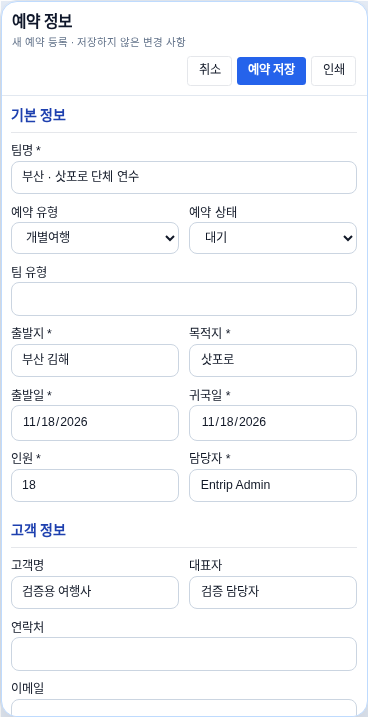 예약 정보
새 예약 등록 · 저장하지 않은 변경 사항
취소 예약 저장 인쇄
기본 정보
팀명 *
부산 · 삿포로 단체 연수
예약 유형 예약 상태
개별여행 대기
팀 유형
출발지 * 목적지 *
부산 김해 삿포로
출발일 * 귀국일 *
11/18/2026 11/18/2026
인원 * 담당자 *
18 Entrip Admin
고객 정보
고객명 대표자
검증용 여행사 검증 담당자
연락처
이메일